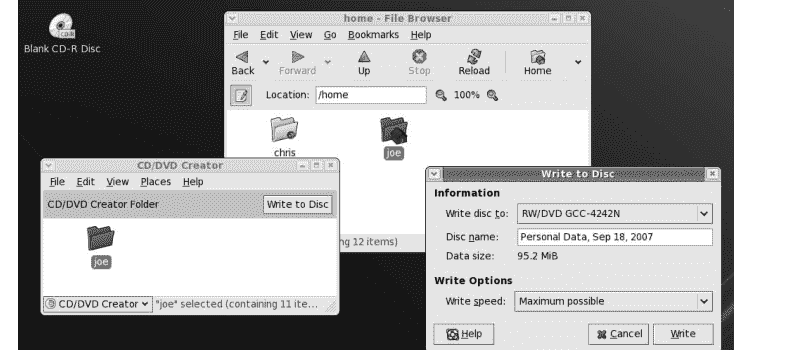 Blank CD-R Disc
home - File Browser
File Edit View Go Bookmarks Help
Back Forward Up Stop Reload Home
Location: /home 100%
chris joe
CD/DVD Creator
File Edit View Places Help
CD/DVD Creator Folder Write to Disc
joe
CD/DVD Creator "joe" selected (containing 11 ite...
ng 12 items)
Write to Disc
Information
Write disc to: RW/DVD GCC-4242N
Disc name: Personal Data, Sep 18, 2007
Data size: 95.2 MiB
Write Options
Write speed: Maximum possible
Help Cancel Write